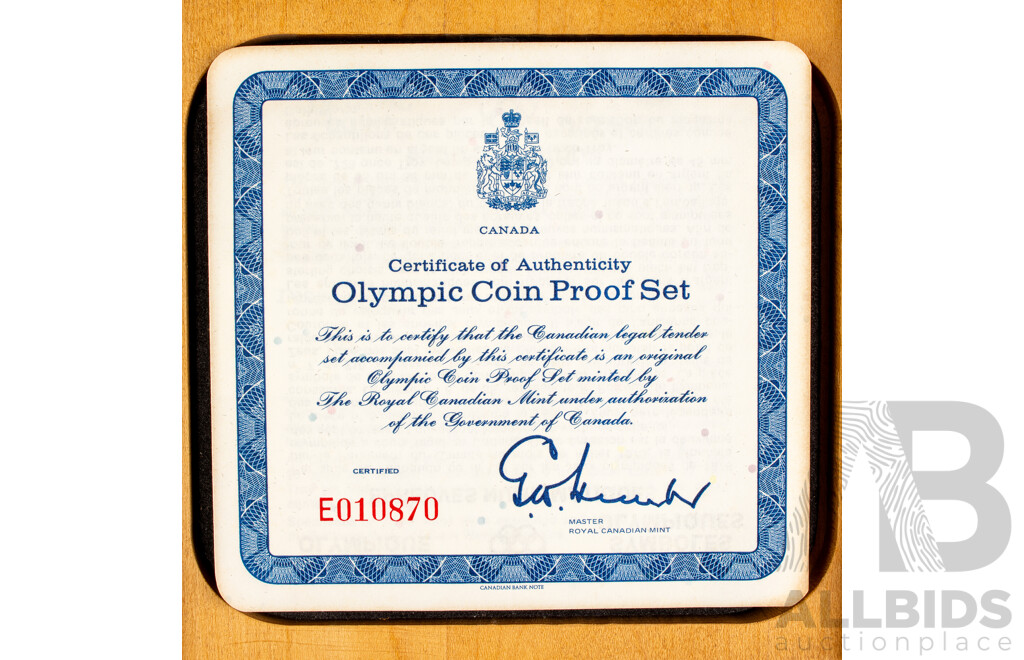 CANADA
Certificate of Authenticity
Olympic Coin Proof Set
This is to certify that the Canadian legal tender
set accompanied by this certificate is an original
Olympic Coin Proof Set minted by
The Royal Canadian Mint under authorization
of the Government of Canada.
CERTIFIED
E010870
MASTER
ROYAL CANADIAN MINT
CANADIAN BANK NOTE
AB
ALLBIDS
auctionplace